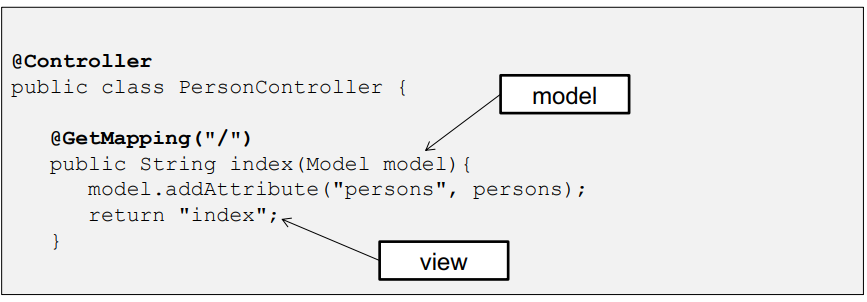 @Controller
public class PersonController {
model
@GetMapping("/")
public String index(Model model){
model.addAttribute("persons", persons);
return "index";
}
view